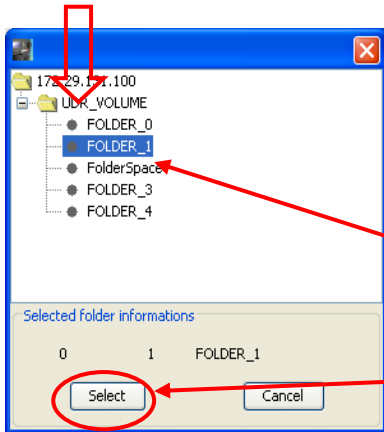 UDR_VOLUME
FOLDER_0
FOLDER_1
FolderSpace
FOLDER_3
FOLDER_4
Selected folder informations
0 1 FOLDER_1
Select Cancel